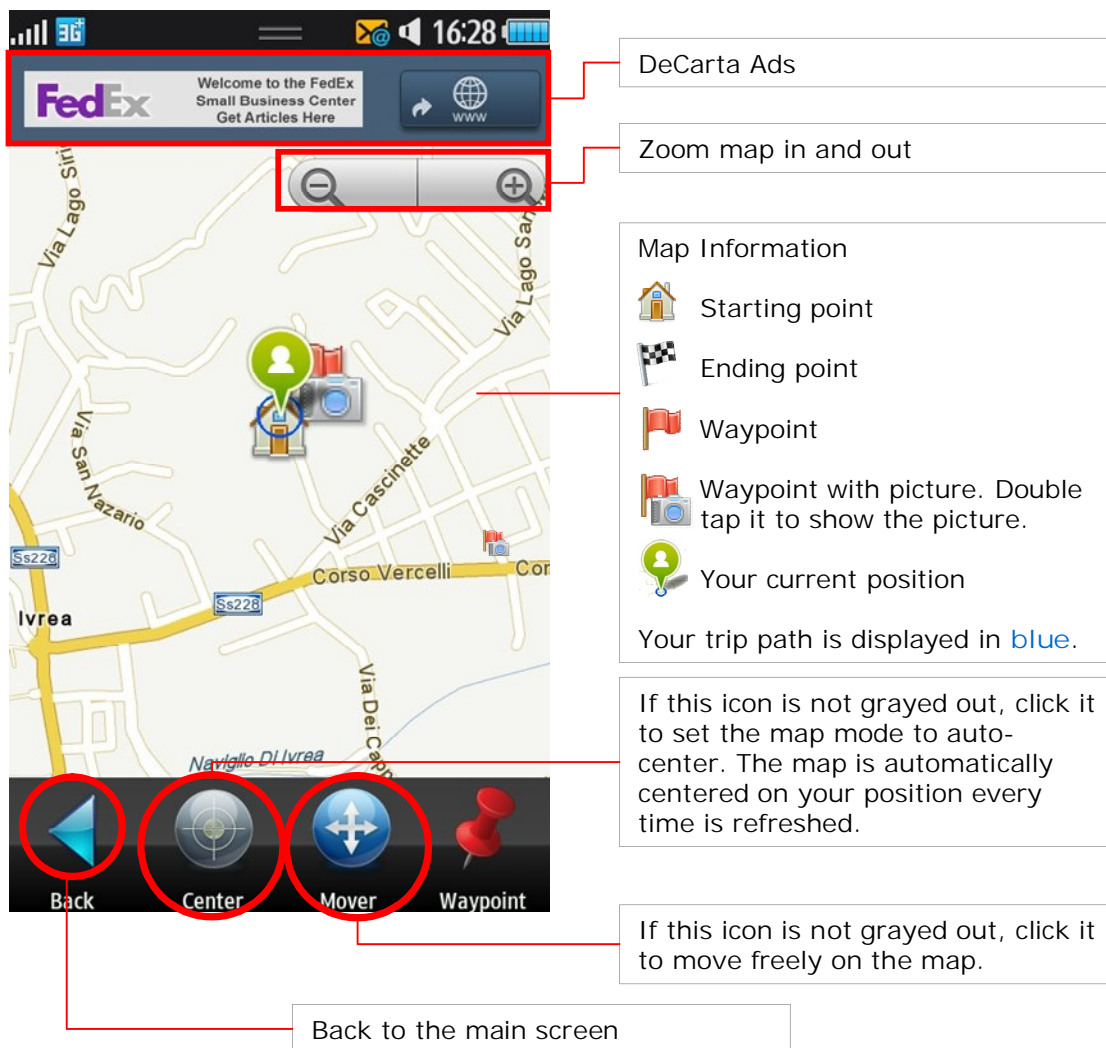 3G+ 16:28
FedEx
Welcome to the FedEx
Small Business Center
Get Articles Here
WWW
DeCarta Ads
Zoom map in and out
Via Lago Siri
Via Lago San
Via San Nazario
Via Cascinette
Ss228
Corso Vercelli
Cor
Ss228
Ivrea
Via Dei Capp
Naviglio Di Ivrea
Map Information
Starting point
Ending point
Waypoint
Waypoint with picture. Double
tap it to show the picture.
Your current position
Your trip path is displayed in blue.
If this icon is not grayed out, click it
to set the map mode to auto-
center. The map is automatically
centered on your position every
time is refreshed.
Back
Center
Mover
Waypoint
If this icon is not grayed out, click it
to move freely on the map.
Back to the main screen